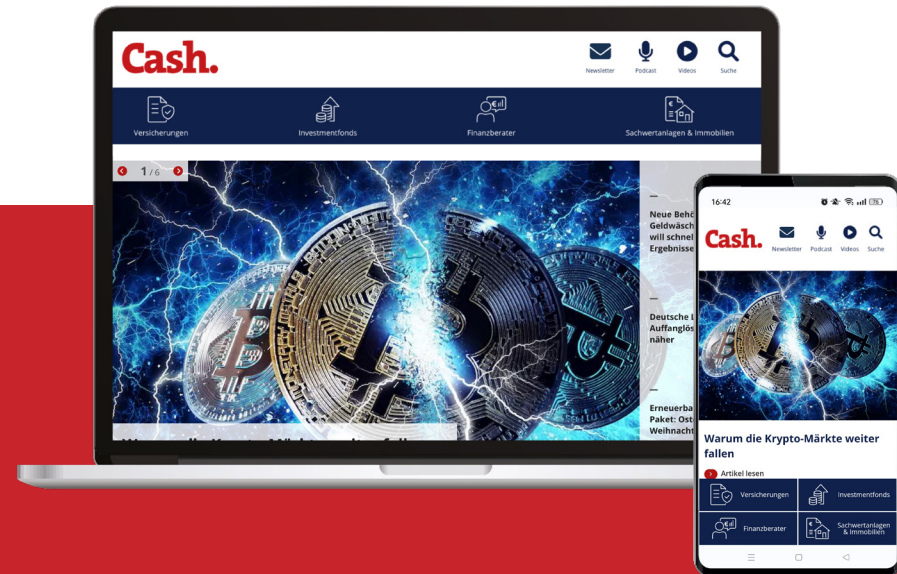 Cash.
Newsletter
Podcast
Videos
Suche
Versicherungen
Investmentfonds
Finanzberater
Sachwertanlagen & Immobilien
1 / 6
Neue
Geldwäsch
will schnel
Ergebnisse
Deutsche
Auffanglös
näher
Erneuerba
Paket: Ost
Weihnacht
16:42
76
Cash.
Newsletter
Podcast
Videos
Suche
Warum die Krypto-Märkte weiter
fallen
Artikel lesen
Versicherungen
Investmentfonds
Finanzberater
Sachwertanlagen
& Immobilien